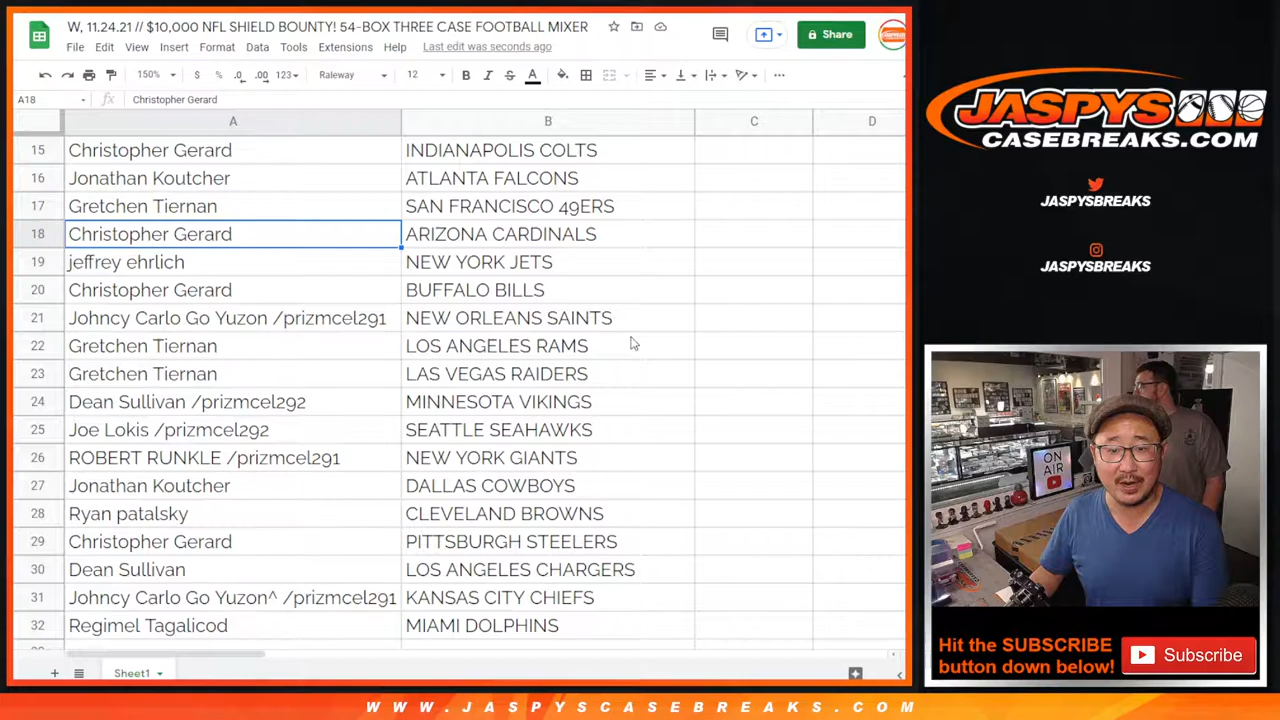 W, 11.24.21 // $10,000 NFL SHIELD BOUNTY! 54-BOX THREE CASE FOOTBALL MIXER
Share
File Edit View Insert Format Data Tools Extensions Help Last edit was seconds ago
150% $ % .0 .00 123 Raleway 12 B I S A
A18 fx Christopher Gerard
A B C D
15 Christopher Gerard INDIANAPOLIS COLTS
16 Jonathan Koutcher ATLANTA FALCONS
17 Gretchen Tiernan SAN FRANCISCO 49ERS
18 Christopher Gerard ARIZONA CARDINALS
19 jeffrey ehrlich NEW YORK JETS
20 Christopher Gerard BUFFALO BILLS
21 Johncy Carlo Go Yuzon /prizmcel291 NEW ORLEANS SAINTS
22 Gretchen Tiernan LOS ANGELES RAMS
23 Gretchen Tiernan LAS VEGAS RAIDERS
24 Dean Sullivan /prizmcel292 MINNESOTA VIKINGS
25 Joe Lokis /prizmcel292 SEATTLE SEAHAWKS
26 ROBERT RUNKLE /prizmcel291 NEW YORK GIANTS
27 Jonathan Koutcher DALLAS COWBOYS
28 Ryan patalsky CLEVELAND BROWNS
29 Christopher Gerard PITTSBURGH STEELERS
30 Dean Sullivan LOS ANGELES CHARGERS
31 Johncy Carlo Go Yuzon^ /prizmcel291 KANSAS CITY CHIEFS
32 Regimel Tagalicod MIAMI DOLPHINS
Sheet1
JASPYS
CASEBREAKS.COM
JASPYSBREAKS
JASPYSBREAKS
ON AIR
Hit the SUBSCRIBE
button down below!
Subscribe
WWW.JASPYSCASEBREAKS.COM